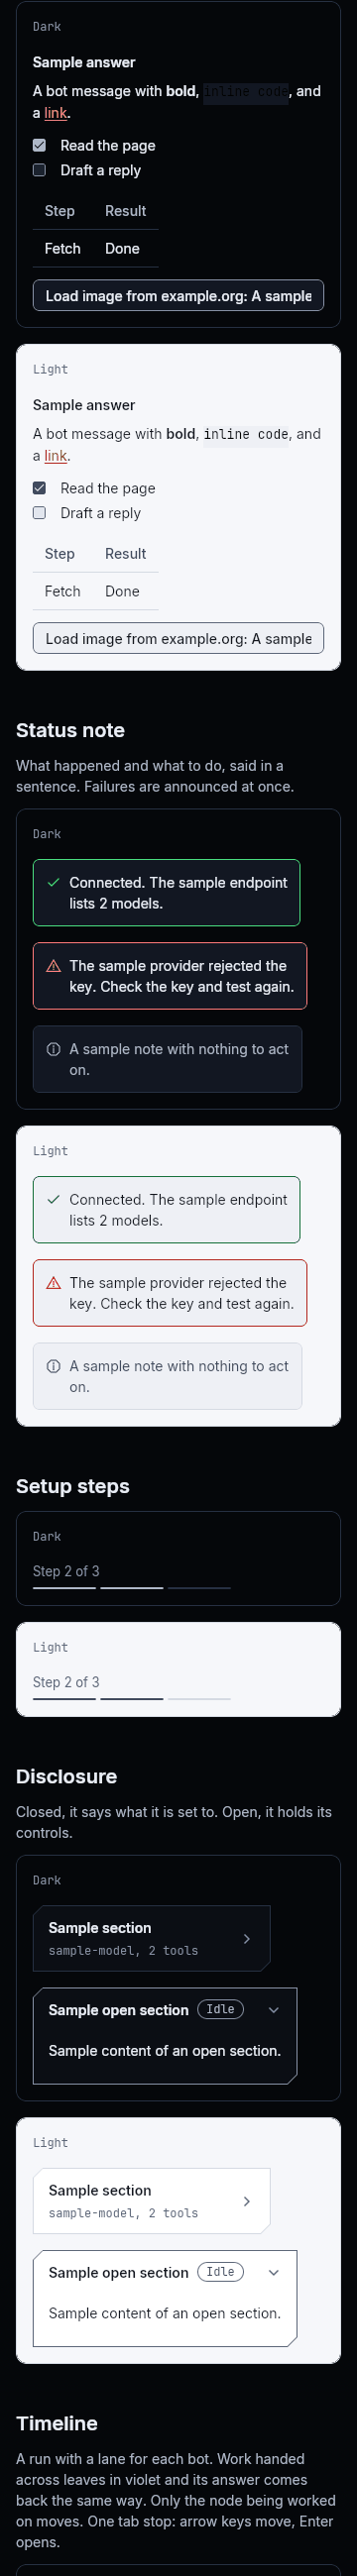 Dark
Sample answer
A bot message with bold, inline code, and
a link.
Read the page
Draft a reply
Step Result
Fetch Done
Load image from example.org: A sample
Light
Sample answer
A bot message with bold, inline code, and
a link.
Read the page
Draft a reply
Step Result
Fetch Done
Load image from example.org: A sample
Status note
What happened and what to do, said in a
sentence. Failures are announced at once.
Dark
Connected. The sample endpoint
lists 2 models.
The sample provider rejected the
key. Check the key and test again.
A sample note with nothing to act
on.
Light
Connected. The sample endpoint
lists 2 models.
The sample provider rejected the
key. Check the key and test again.
A sample note with nothing to act
on.
Setup steps
Dark
Step 2 of 3
Light
Step 2 of 3
Disclosure
Closed, it says what it is set to. Open, it holds its
controls.
Dark
Sample section
sample-model, 2 tools
Sample open section Idle
Sample content of an open section.
Light
Sample section
sample-model, 2 tools
Sample open section Idle
Sample content of an open section.
Timeline
A run with a lane for each bot. Work handed
across leaves in violet and its answer comes
back the same way. Only the node being worked
on moves. One tab stop: arrow keys move, Enter
opens.